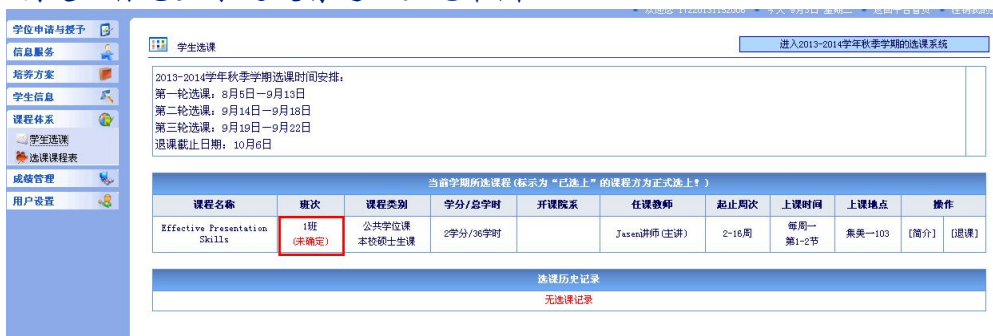 学位申请与授予
信息服务
培养方案
学生信息
课程体系
学生选课
选课课程表
成绩管理
用户设置
学生选课
进入2013-2014学年秋季学期的选课系统
2013-2014学年秋季学期选课时间安排：
第一轮选课：8月5日－9月13日
第二轮选课：9月14日－9月18日
第三轮选课：9月19日－9月22日
退课截止日期：10月6日
当前学期所选课程(标示为“已选上”的课程方为正式选上！)
课程名称 班次 课程类别 学分/总学时 开课院系 任课教师 起止周次 上课时间 上课地点 操作
Effective Presentation Skills 1班 (未确定) 公共学位课 本校硕士生课 2学分/36学时 Jasen讲师(主讲) 2-16周 每周一 第1-2节 集美一103 [简介] [退课]
选课历史记录
无选课记录